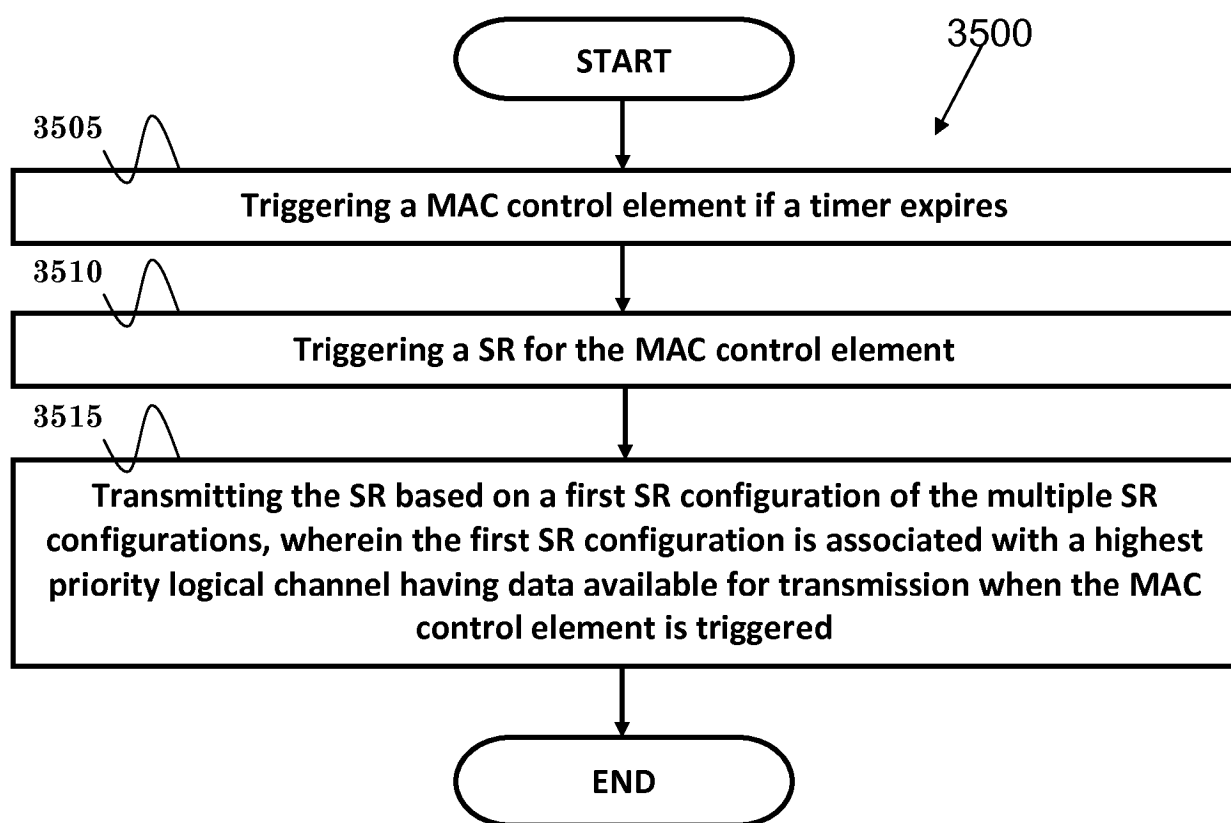 START
3500
3505
Triggering a MAC control element if a timer expires
3510
Triggering a SR for the MAC control element
3515
Transmitting the SR based on a first SR configuration of the multiple SR
configurations, wherein the first SR configuration is associated with a highest
priority logical channel having data available for transmission when the MAC
control element is triggered
END